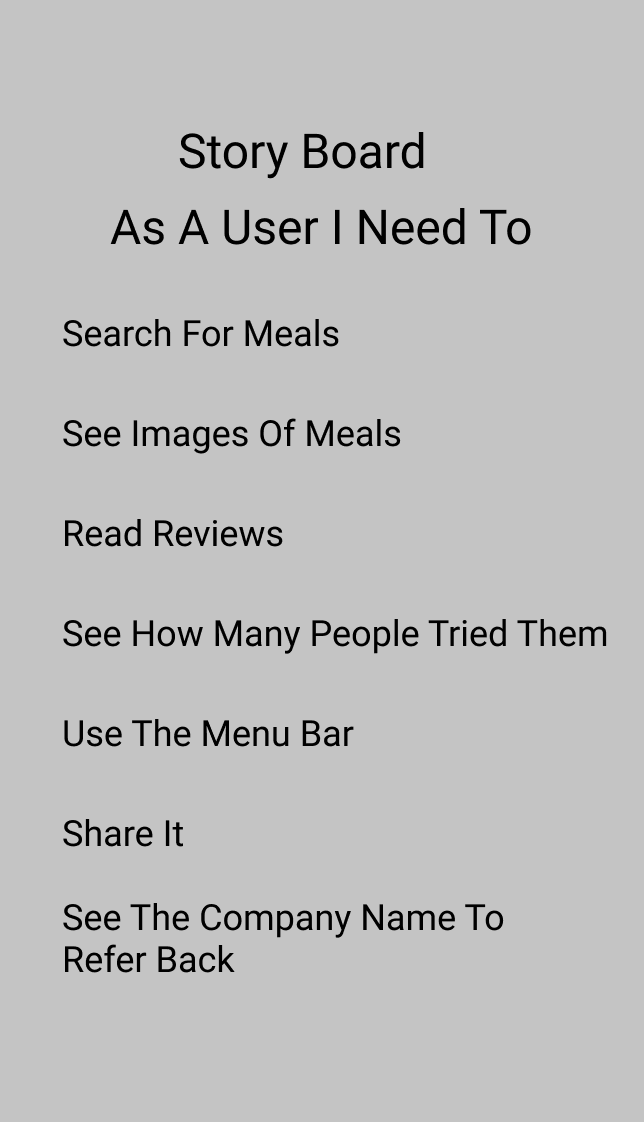 Story Board
As A User I Need To
Search For Meals
See Images Of Meals
Read Reviews
See How Many People Tried Them
Use The Menu Bar
Share It
See The Company Name To
Refer Back